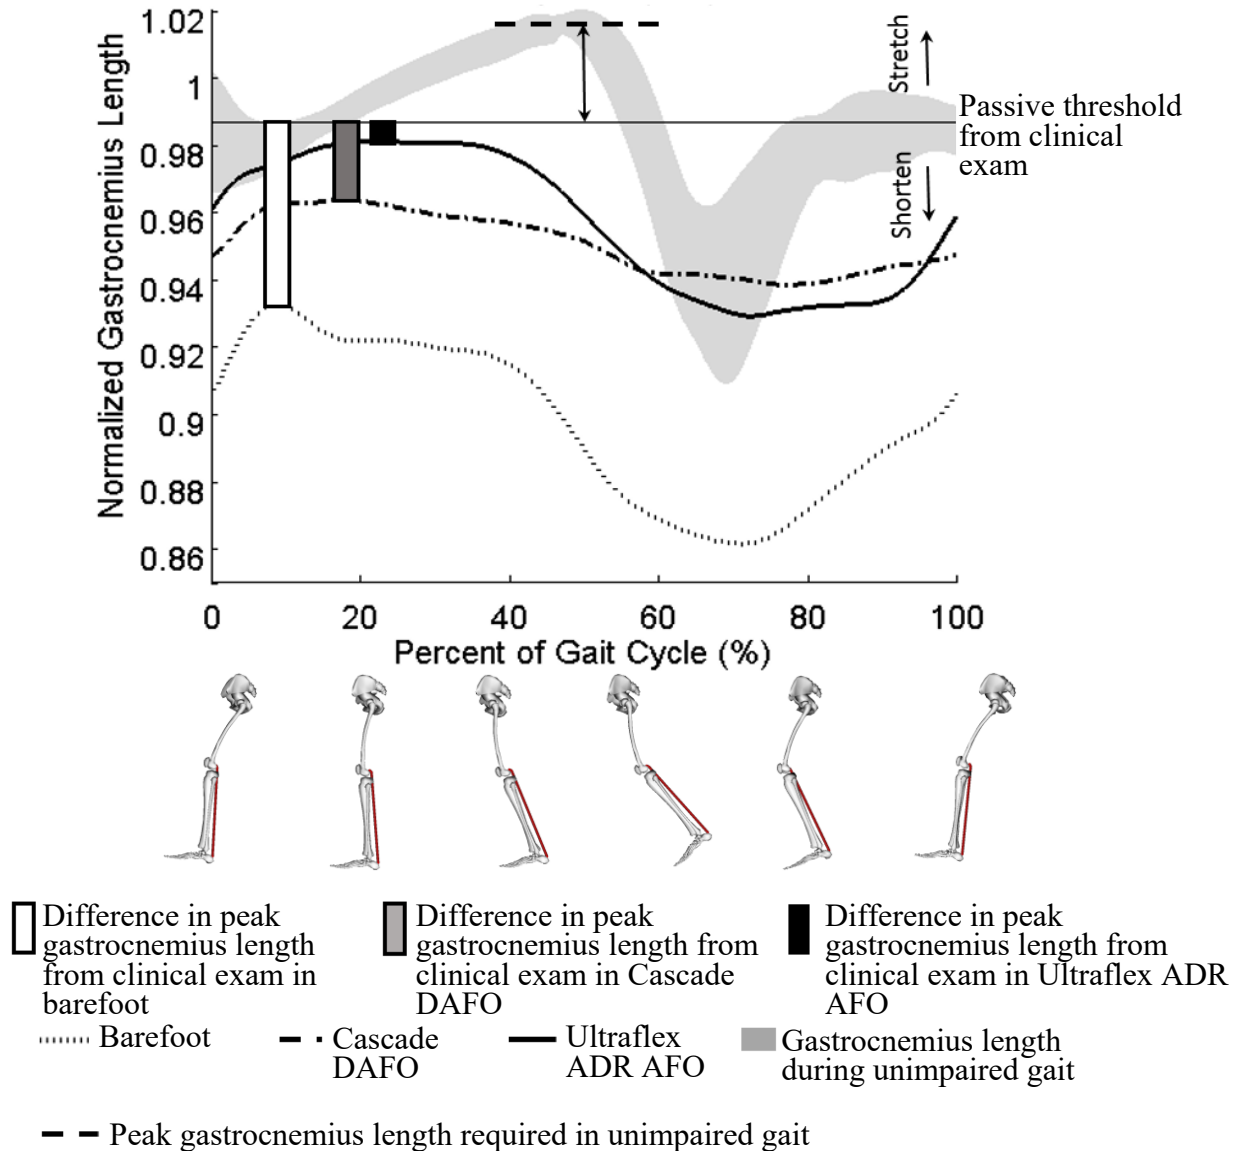 1.02
1
0.98
0.96
0.94
0.92
0.9
0.88
0.86
Normalized Gastrocnemius Length
Stretch
Shorten
Passive threshold
from clinical
exam
0 20 40 60 80 100
Percent of Gait Cycle (%)
Difference in peak
gastrocnemius length
from clinical exam in
barefoot
Difference in peak
gastrocnemius length from
clinical exam in Cascade
DAFO
Difference in peak
gastrocnemius length from
clinical exam in Ultraflex ADR
AFO
Barefoot
Cascade
DAFO
Ultraflex
ADR AFO
Gastrocnemius length
during unimpaired gait
Peak gastrocnemius length required in unimpaired gait